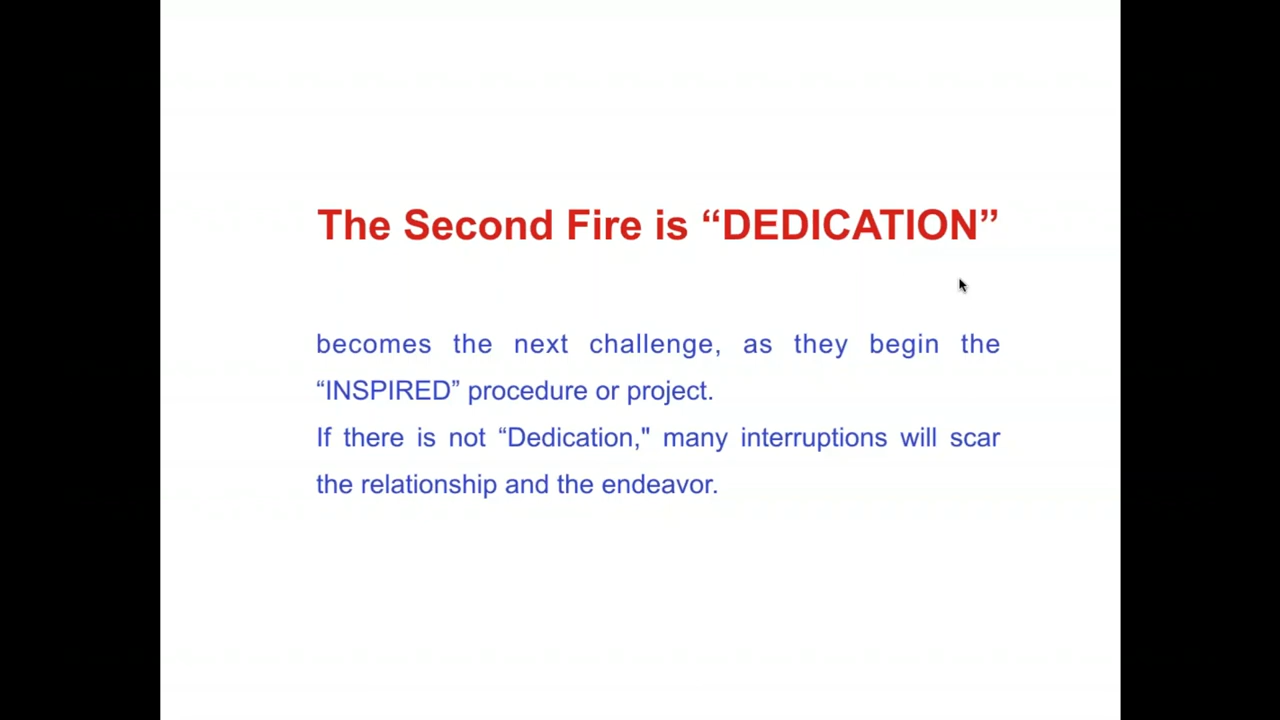 The Second Fire is “DEDICATION”
becomes the next challenge, as they begin the
“INSPIRED” procedure or project.
If there is not “Dedication," many interruptions will scar
the relationship and the endeavor.